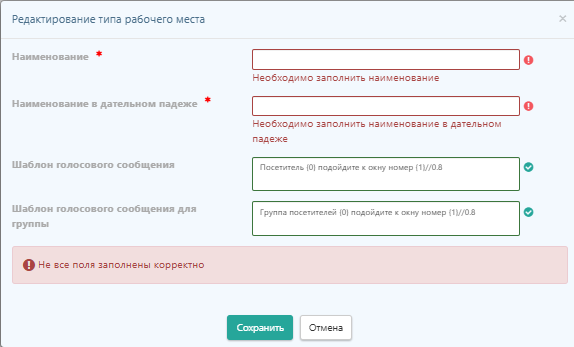 Редактирование типа рабочего места
×
Наименование *
Необходимо заполнить наименование
Наименование в дательном падеже *
Необходимо заполнить наименование в дательном
падеже
Шаблон голосового сообщения
Посетитель {0} подойдите к окну номер {1}//0.8
Шаблон голосового сообщения для
группы
Группа посетителей {0} подойдите к окну номер {1}//0.8
Не все поля заполнены корректно
Сохранить
Отмена